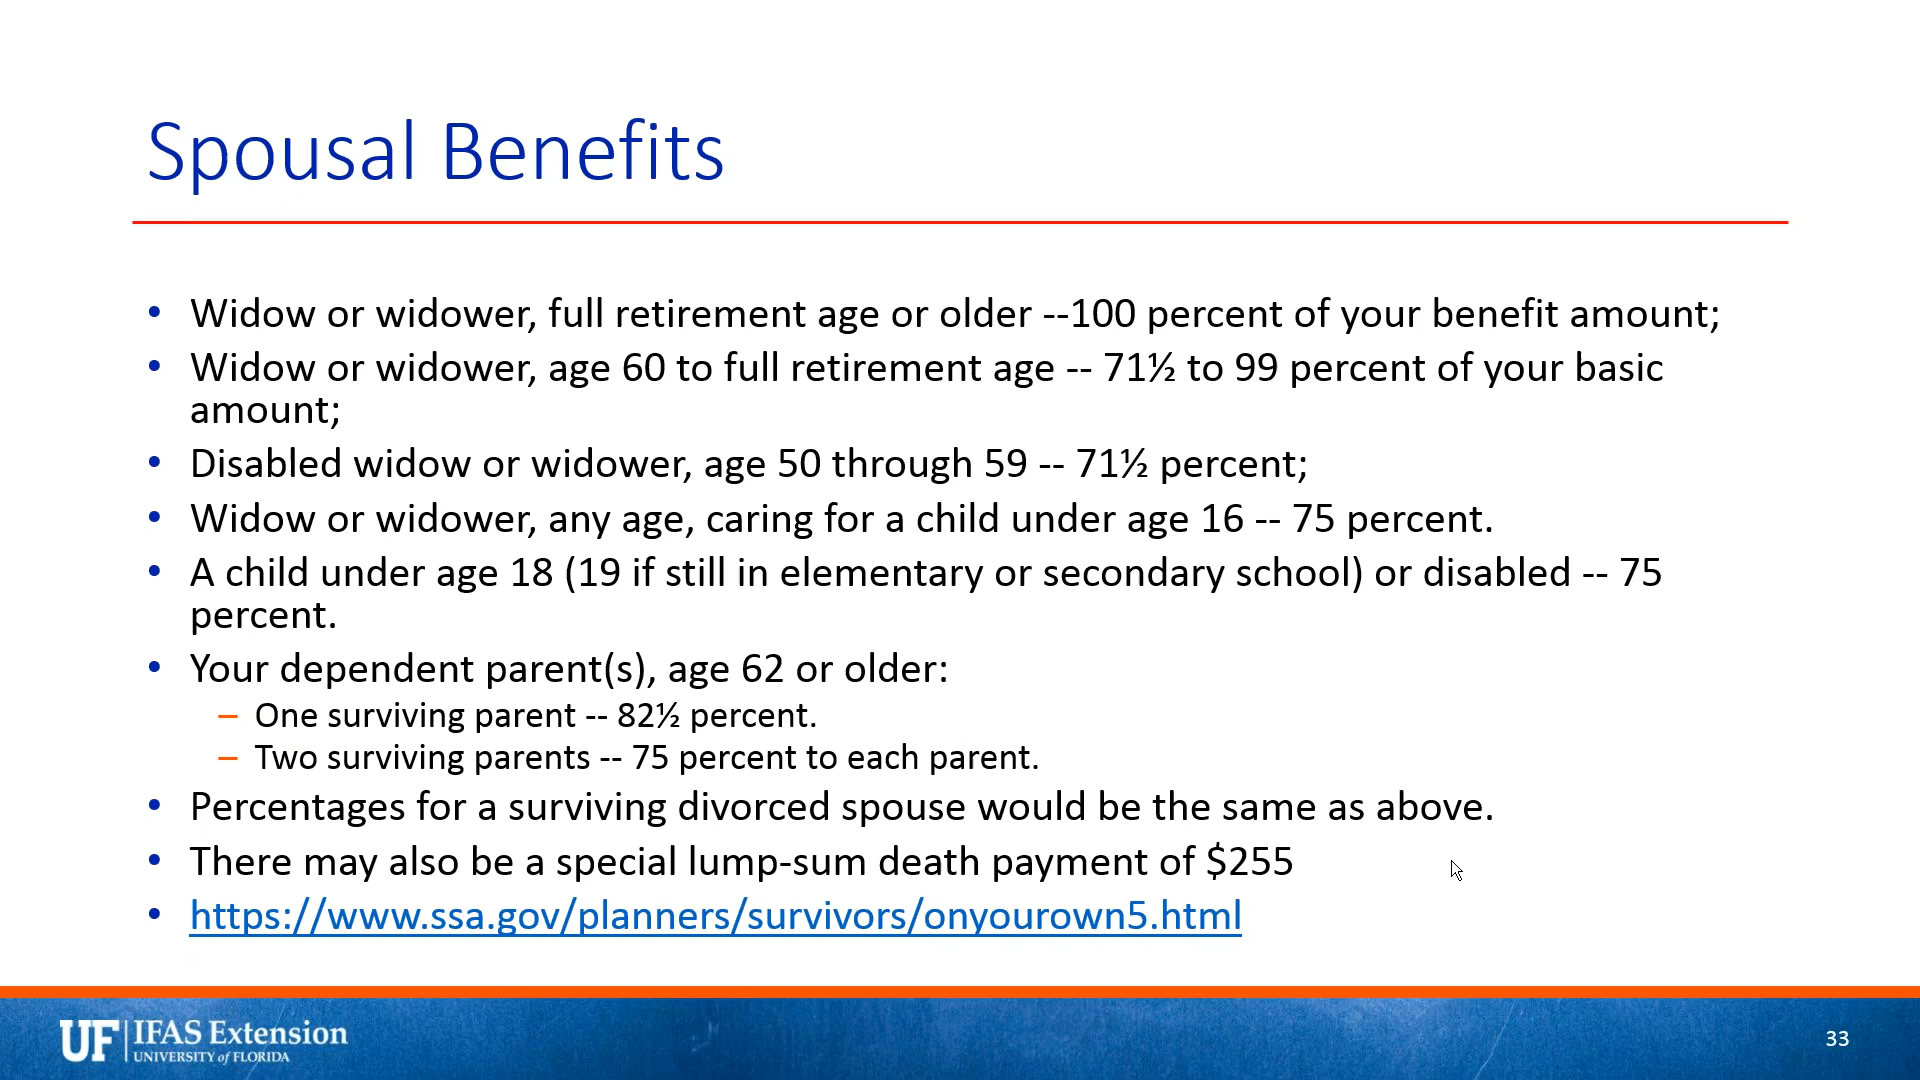 Spousal Benefits
• Widow or widower, full retirement age or older --100 percent of your benefit amount;
• Widow or widower, age 60 to full retirement age -- 71½ to 99 percent of your basic
amount;
• Disabled widow or widower, age 50 through 59 -- 71½ percent;
• Widow or widower, any age, caring for a child under age 16 -- 75 percent.
• A child under age 18 (19 if still in elementary or secondary school) or disabled -- 75
percent.
• Your dependent parent(s), age 62 or older:
– One surviving parent -- 82½ percent.
– Two surviving parents -- 75 percent to each parent.
• Percentages for a surviving divorced spouse would be the same as above.
• There may also be a special lump-sum death payment of $255
• https://www.ssa.gov/planners/survivors/onyourown5.html
UF IFAS Extension
UNIVERSITY of FLORIDA
33